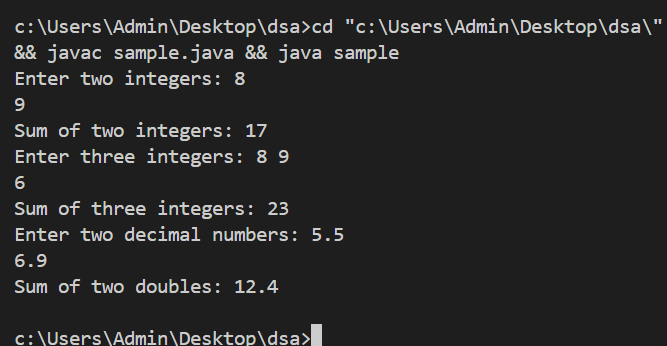 c:\Users\Admin\Desktop\dsa>cd "c:\Users\Admin\Desktop\dsa\"
&& javac sample.java && java sample
Enter two integers: 8
9
Sum of two integers: 17
Enter three integers: 8 9
6
Sum of three integers: 23
Enter two decimal numbers: 5.5
6.9
Sum of two doubles: 12.4
c:\Users\Admin\Desktop\dsa>